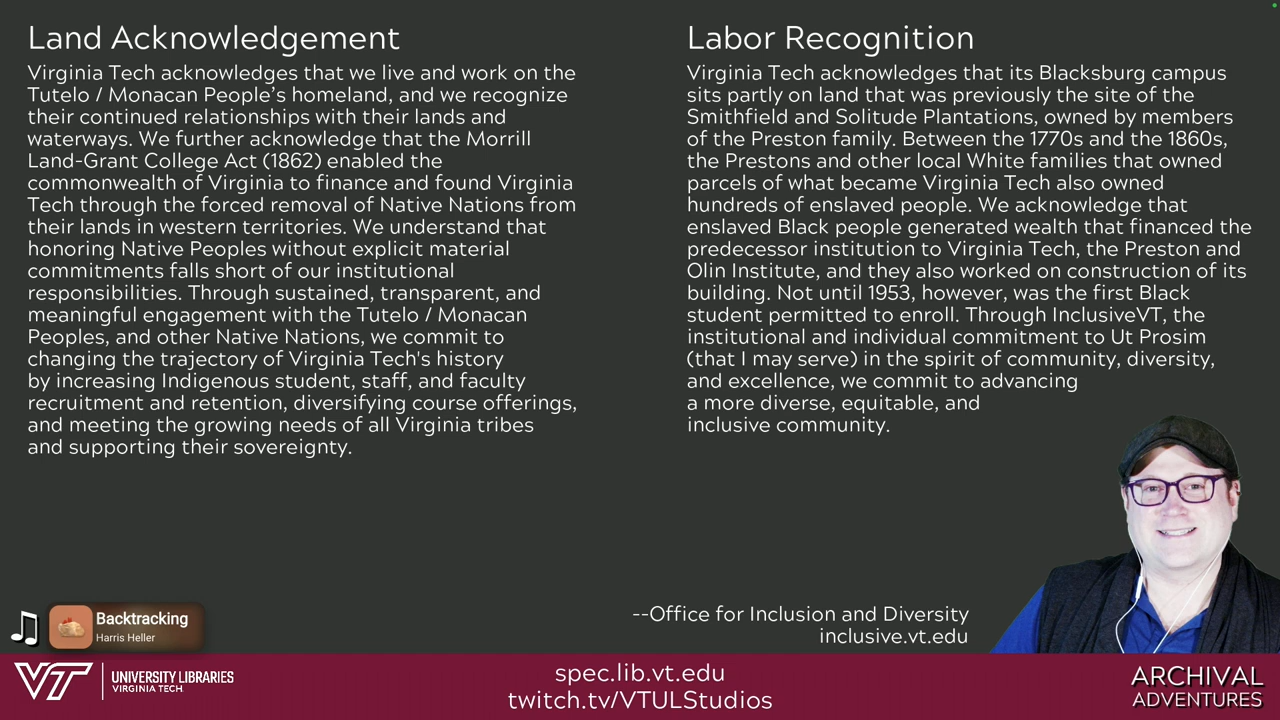 Land Acknowledgement
Virginia Tech acknowledges that we live and work on the
Tutelo / Monacan People's homeland, and we recognize
their continued relationships with their lands and
waterways. We further acknowledge that the Morrill
Land-Grant College Act (1862) enabled the
commonwealth of Virginia to finance and found Virginia
Tech through the forced removal of Native Nations from
their lands in western territories. We understand that
honoring Native Peoples without explicit material
commitments falls short of our institutional
responsibilities. Through sustained, transparent, and
meaningful engagement with the Tutelo / Monacan
Peoples, and other Native Nations, we commit to
changing the trajectory of Virginia Tech's history
by increasing Indigenous student, staff, and faculty
recruitment and retention, diversifying course offerings,
and meeting the growing needs of all Virginia tribes
and supporting their sovereignty.
Labor Recognition
Virginia Tech acknowledges that its Blacksburg campus
sits partly on land that was previously the site of the
Smithfield and Solitude Plantations, owned by members
of the Preston family. Between the 1770s and the 1860s,
the Prestons and other local White families that owned
parcels of what became Virginia Tech also owned
hundreds of enslaved people. We acknowledge that
enslaved Black people generated wealth that financed the
predecessor institution to Virginia Tech, the Preston and
Olin Institute, and they also worked on construction of its
building. Not until 1953, however, was the first Black
student permitted to enroll. Through InclusiveVT, the
institutional and individual commitment to Ut Prosim
(that I may serve) in the spirit of community, diversity,
and excellence, we commit to advancing
a more diverse, equitable, and
inclusive community.
--Office for Inclusion and Diversity
inclusive.vt.edu
Backtracking
Harris Heller
VT
UNIVERSITY LIBRARIES
VIRGINIA TECH
spec.lib.vt.edu
twitch.tv/VTULStudios
ARCHIVAL
ADVENTURES